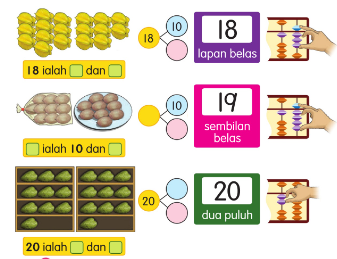 18
10
18
lapan belas
18 ialah dan
10
19
sembilan
belas
ialah 10 dan
20
20
dua puluh
20 ialah dan